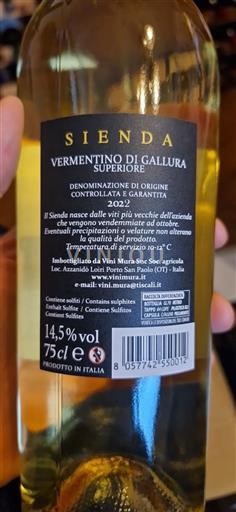 SIENDA
VERMENTINO DI GALLURA
SUPERIORE
DENOMINAZIONE DI ORIGINE
CONTROLLATA E GARANTITA
2022
Il Sienda nasce dalle viti più vecchie dell'azienda
che vengono vendemmiate ad ottobre.
Eventuali precipitazioni o velature non alterano
la qualità del prodotto.
Temperatura di servizio 10-12° C
Imbottigliato da Vini Mura Soc Soc agricola
Loc. Azzanidò Loiri Porto San Paolo (OT) - Italia
www.vinimura.it
e-mail: vini.mura@tiscali.it
Contiene solfiti / Contains sulphites
Enthält Sulfite / Contiene Sulfitos
Contient Sulfites
14,5% vol
75cl e
PRODOTTO IN ITALIA
RACCOLTA DIFFERENZIATA
8 057742 550012
VINHOOD